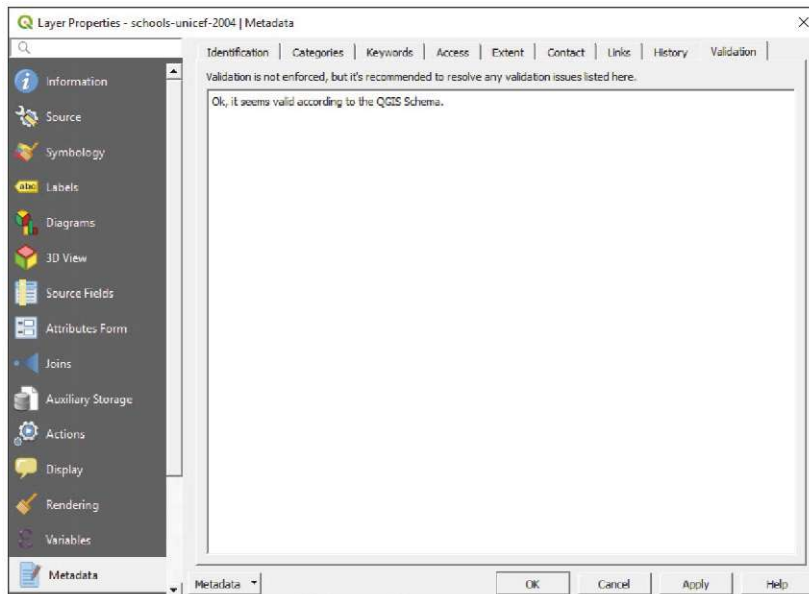 Layer Properties - schools-unicef-2004 | Metadata
Identification Categories Keywords Access Extent Contact Links History Validation
Validation is not enforced, but it's recommended to resolve any validation issues listed here.
Ok, it seems valid according to the QGIS Schema.
Information
Source
Symbology
abc Labels
Diagrams
3D View
Source Fields
Attributes Form
Joins
Auxiliary Storage
Actions
Display
Rendering
Variables
Metadata
Metadata OK Cancel Apply Help